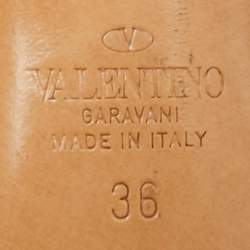 V
VALENTINO
GARAVANI
MADE IN ITALY
36